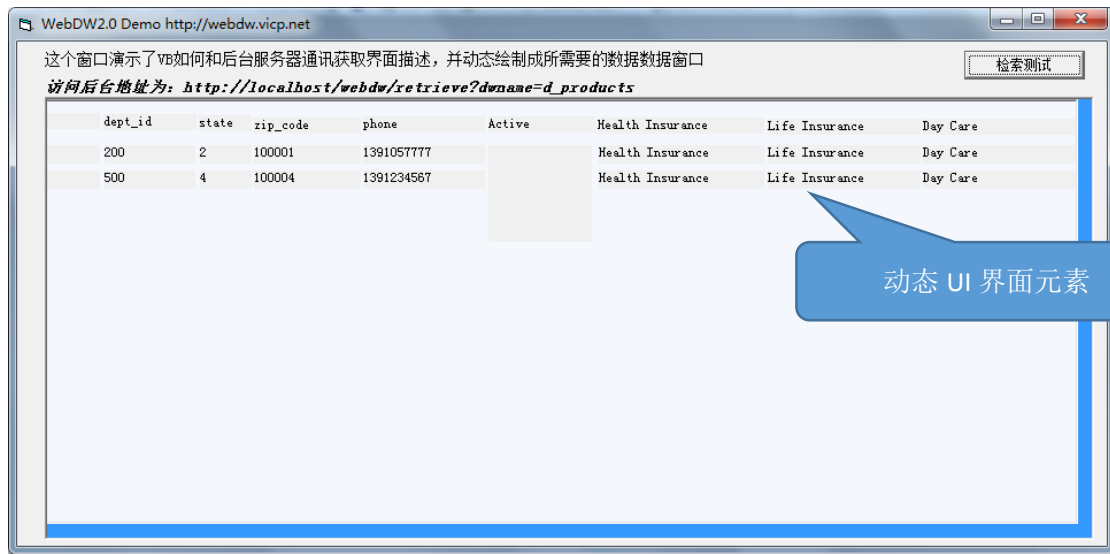 WebDW2.0 Demo http://webdw.vicp.net
这个窗口演示了VB如何和后台服务器通讯获取界面描述，并动态绘制成所需要的数据数据窗口
检索测试
访问后台地址为：http://localhost/webdw/retrieve?dwname=d_products
dept_id state zip_code phone Active Health Insurance Life Insurance Day Care
200 2 100001 1391057777 Health Insurance Life Insurance Day Care
500 4 100004 1391234567 Health Insurance Life Insurance Day Care
动态 UI 界面元素